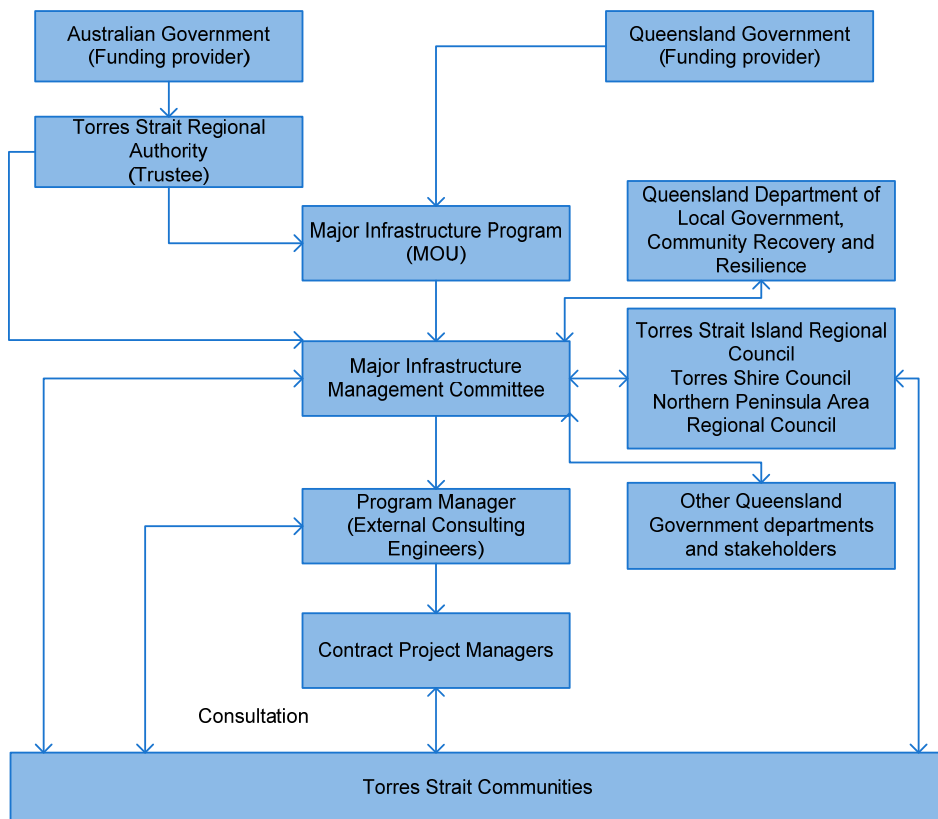 Australian Government
(Funding provider)
Queensland Government
(Funding provider)
Torres Strait Regional
Authority
(Trustee)
Queensland Department of
Local Government,
Community Recovery and
Resilience
Major Infrastructure Program
(MOU)
Torres Strait Island Regional
Council
Torres Shire Council
Northern Peninsula Area
Regional Council
Major Infrastructure
Management Committee
Program Manager
(External Consulting
Engineers)
Other Queensland
Government departments
and stakeholders
Contract Project Managers
Consultation
Torres Strait Communities